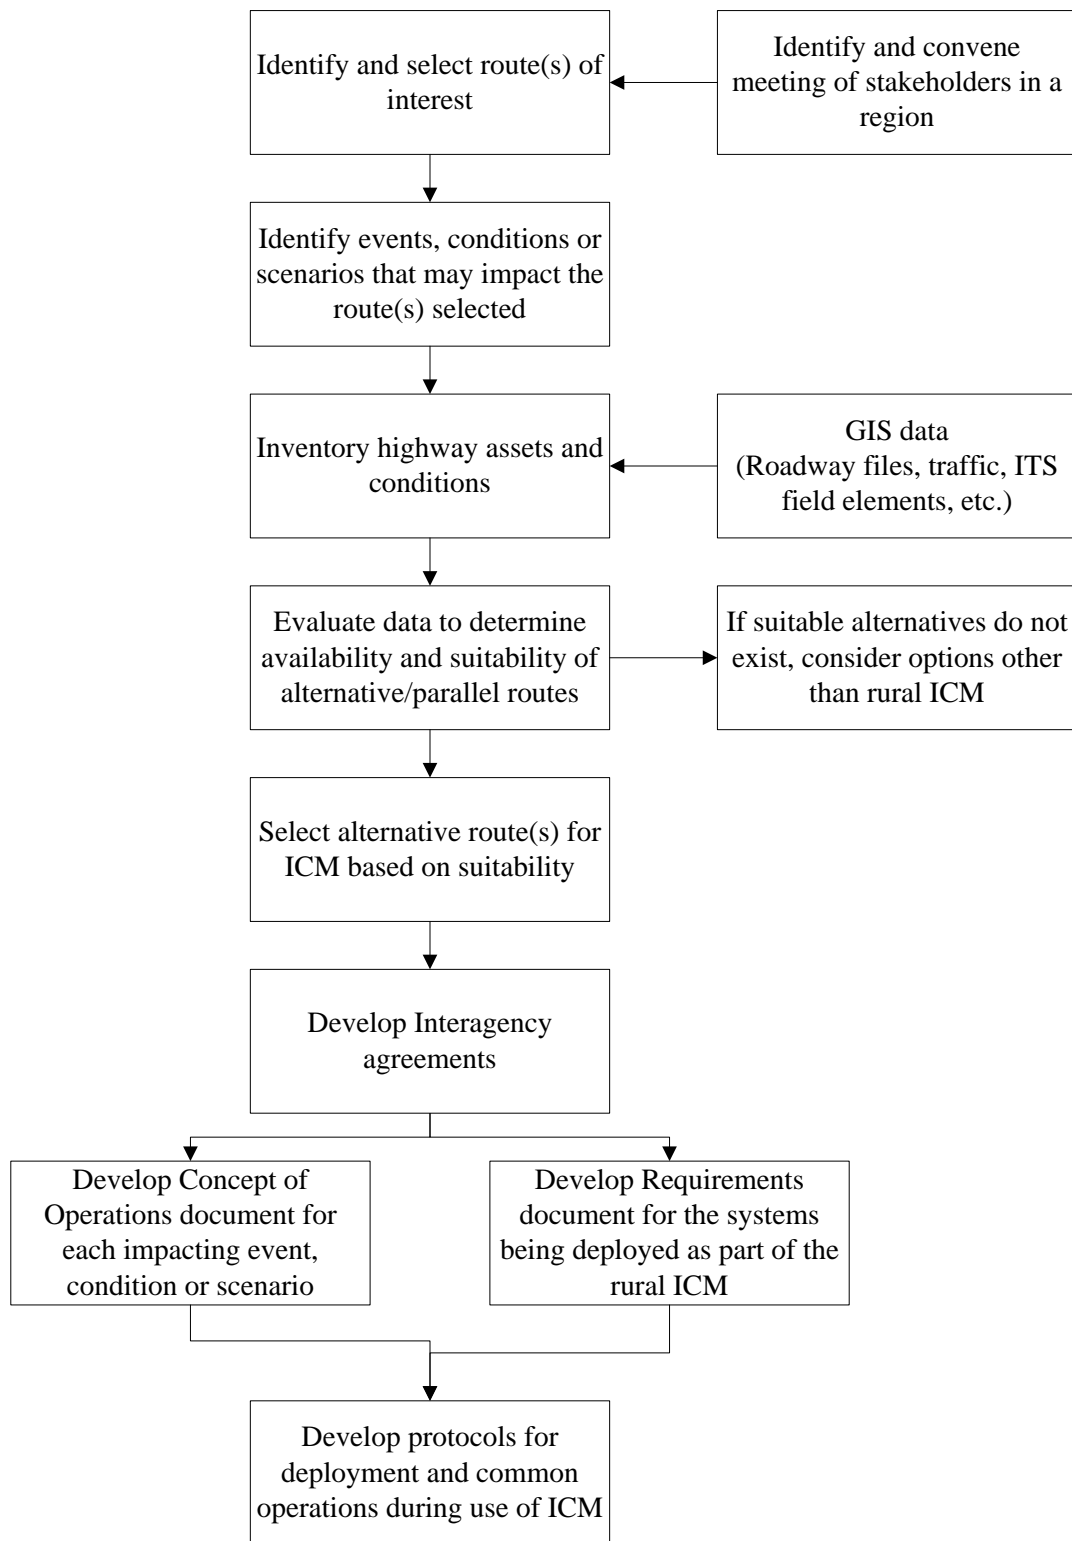 Identify and select route(s) of
interest
Identify and convene
meeting of stakeholders in a
region
Identify events, conditions or
scenarios that may impact the
route(s) selected
Inventory highway assets and
conditions
GIS data
(Roadway files, traffic, ITS
field elements, etc.)
Evaluate data to determine
availability and suitability of
alternative/parallel routes
If suitable alternatives do not
exist, consider options other
than rural ICM
Select alternative route(s) for
ICM based on suitability
Develop Interagency
agreements
Develop Concept of
Operations document for
each impacting event,
condition or scenario
Develop Requirements
document for the systems
being deployed as part of the
rural ICM
Develop protocols for
deployment and common
operations during use of ICM